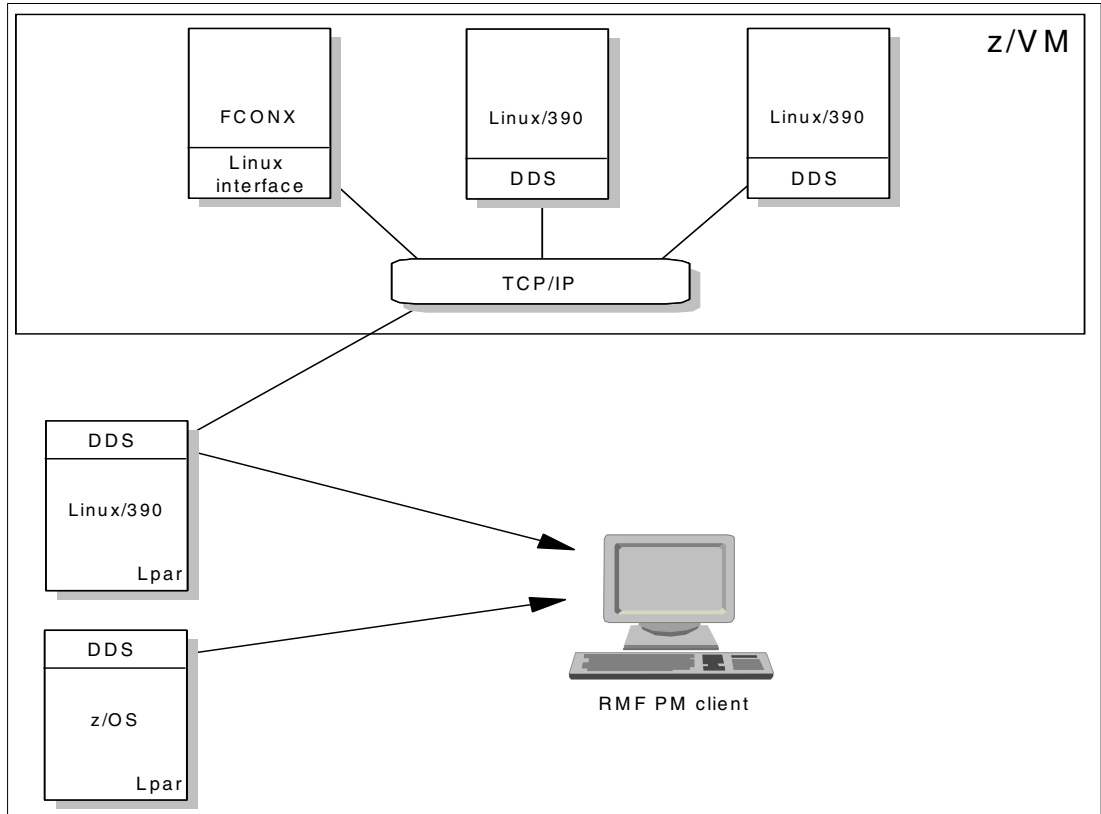 z/VM
FCONX
Linux
interface
Linux/390
DDS
Linux/390
DDS
TCP/IP
DDS
Linux/390
Lpar
DDS
z/OS
Lpar
RMF PM client